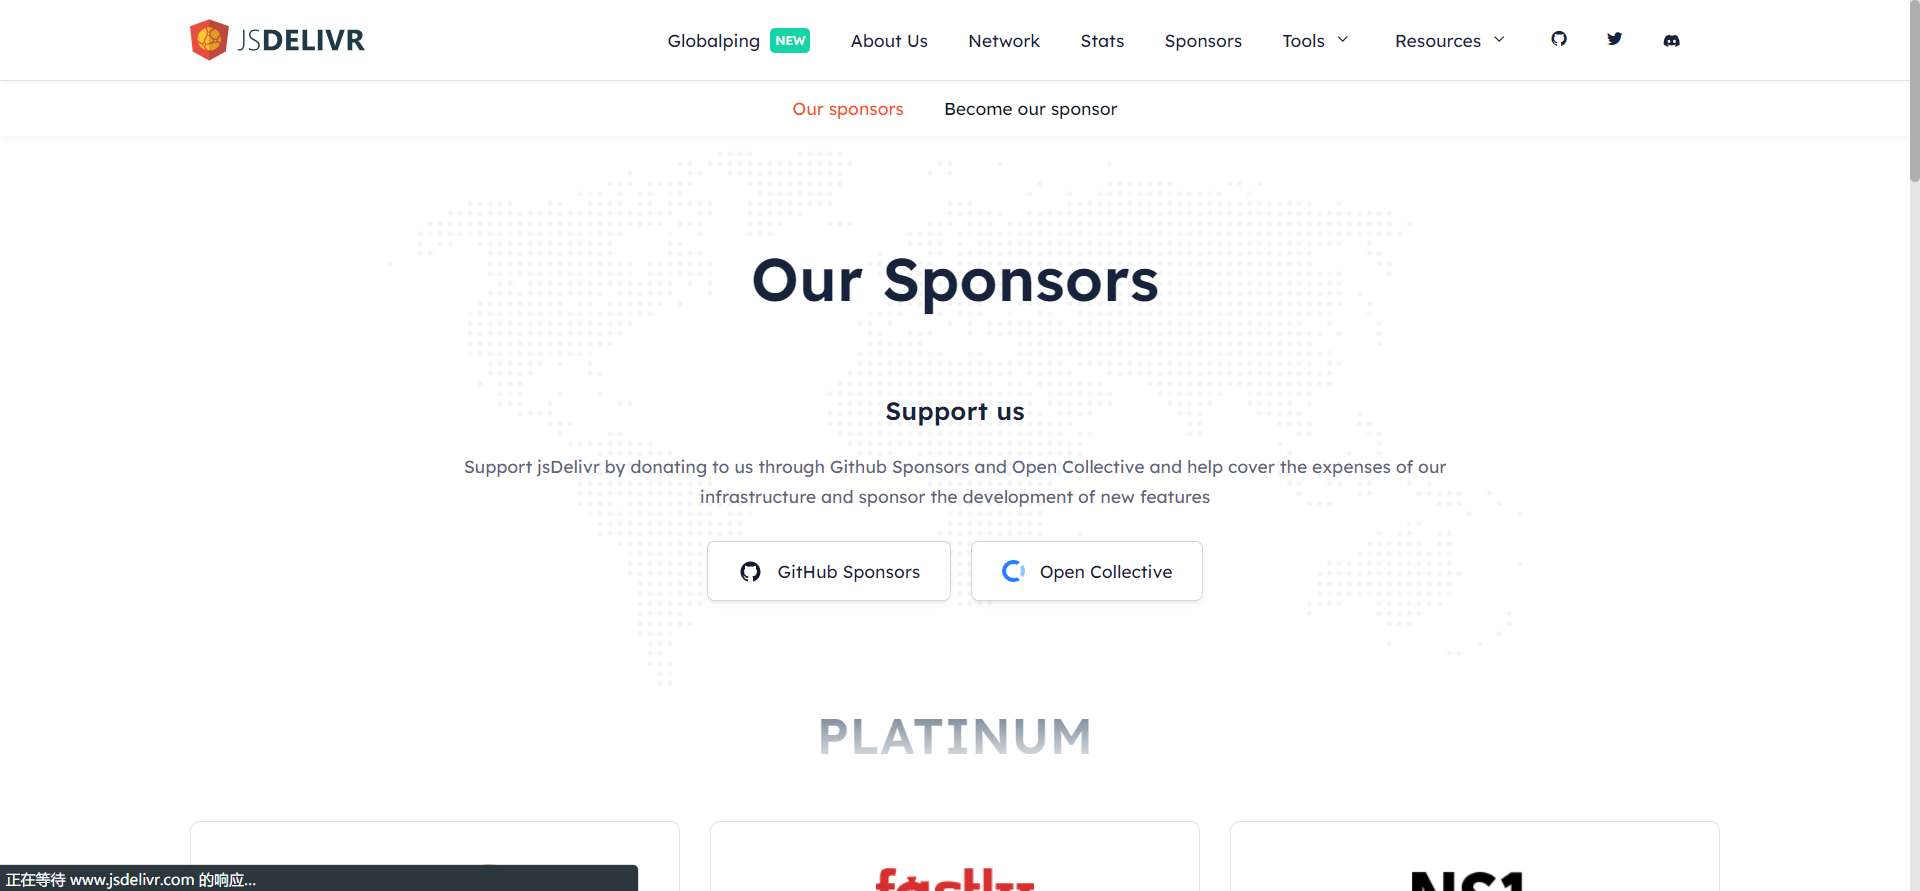 JSDELIVR
Globalping NEW About Us Network Stats Sponsors Tools Resources
Our sponsors Become our sponsor
Our Sponsors
Support us
Support jsDelivr by donating to us through Github Sponsors and Open Collective and help cover the expenses of our
infrastructure and sponsor the development of new features
GitHub Sponsors Open Collective
PLATINUM
fastly NS1
正在等待 www.jsdelivr.com 的响应...